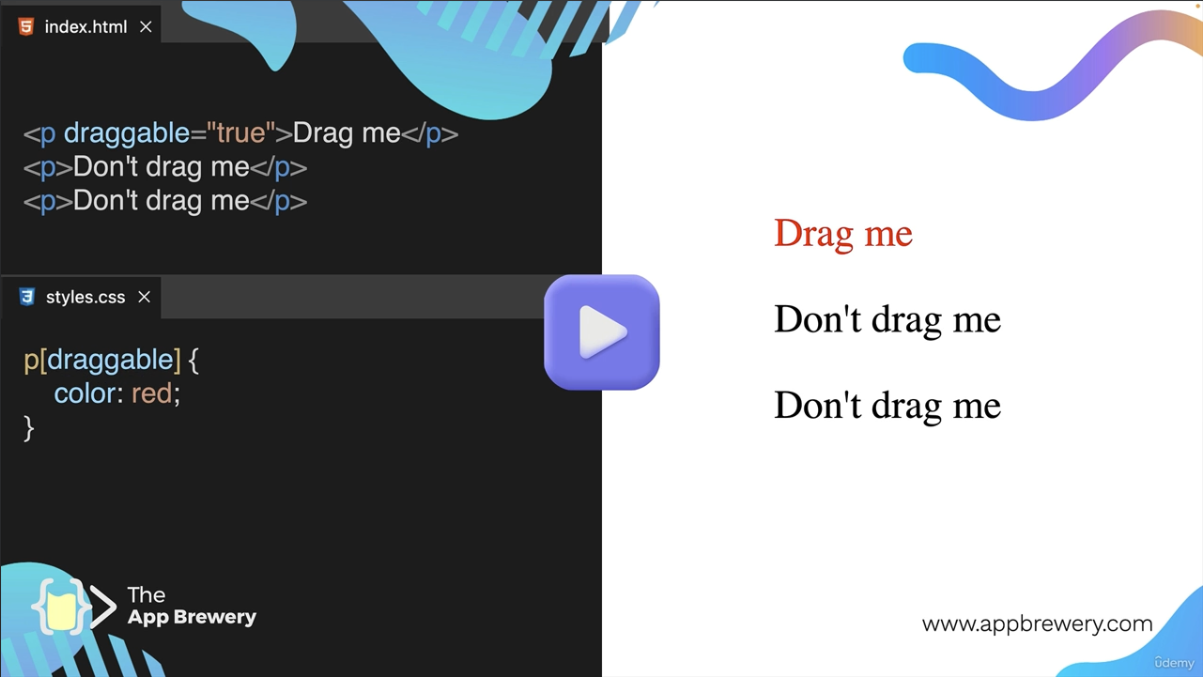 index.html
<p draggable="true">Drag me</p>
<p>Don't drag me</p>
<p>Don't drag me</p>
styles.css
p[draggable] {
color: red;
}
The
App Brewery
Drag me
Don't drag me
Don't drag me
www.appbrewery.com
udemy